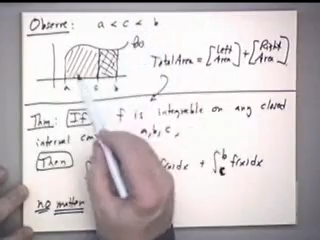 Observe: a < c < b
f(x)
Total Area = [Left Area] + [Right Area]
a c b
Thm: If f is integrable on any closed
interval a, b, c,
Then f(x)dx + ∫_c^b f(x)dx
no matter